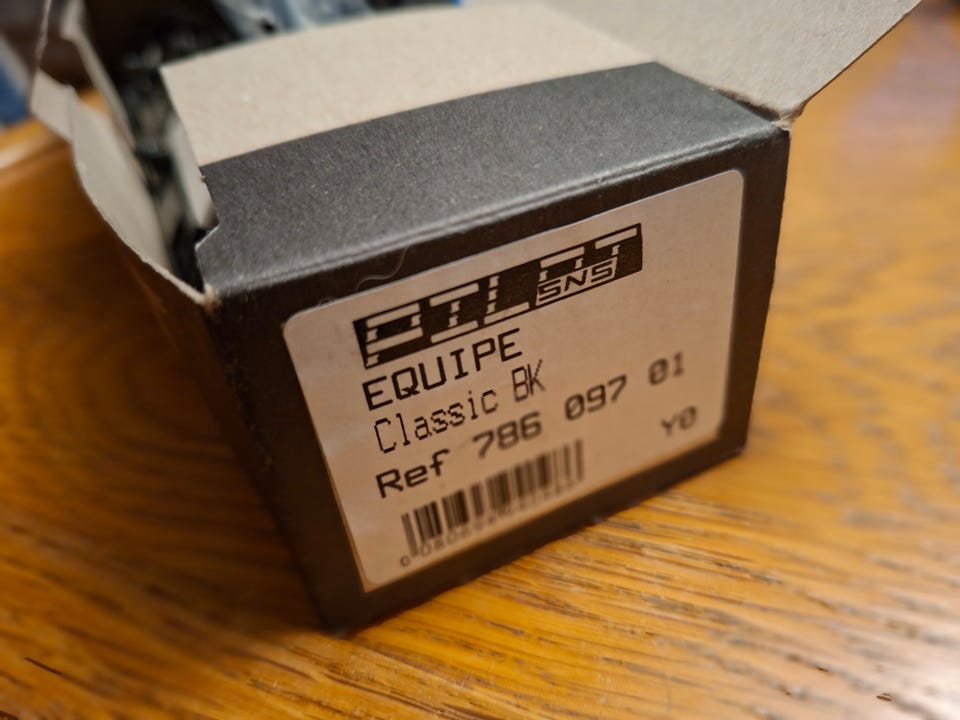 PILOT
SNS
EQUIPE
Classic BK
Ref 786 097 01
Y0